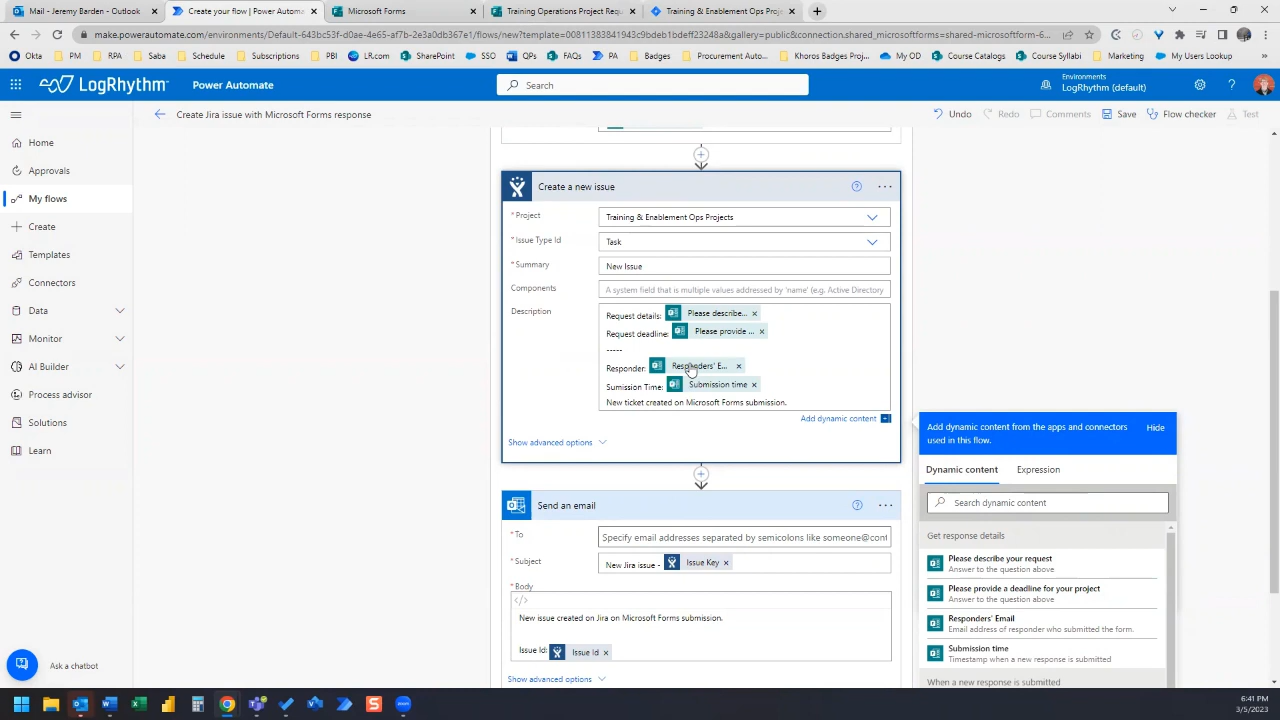 Mail - Jeremy Barden - Outlook
Create your flow | Power Automa
Microsoft Forms
Training Operations Project Requ
Training & Enablement Ops Proje
make.powerautomate.com/environments/Default-643bc53f-d01e-4e65-af7b-2e3a0db367e1/flows/new?template=00811383841943c9bdeb1bdeff23248a&gallery=public&connection.shared_microsoftforms=shared-microsoftform-6...
Okta
PTO
RPA
Saba
Schedule
Subscriptions
PBI
LR.com
SharePoint
SSO
QPA
PA
Badges
Procurement Auto...
Khoros Badges Proj...
My OD
Course Catalogs
Course Syllabi
Marketing
My Users Lookup
LogRhythm
Power Automate
Search
Environments
LogRhythm (default)
Create Jira issue with Microsoft Forms response
Undo
Redo
Comments
Save
Flow checker
Test
Home
Approvals
My flows
Create
Templates
Connectors
Data
Monitor
AI Builder
Process advisor
Solutions
Learn
Ask a chatbot
Create a new issue
* Project
Training & Enablement Ops Projects
* Issue Type Id
Task
* Summary
New Issue
Components
A system field that is multiple values addressed by 'name' (e.g. Active Directory
Description
Request details: Please describe... ×
Request deadline: Please provide ... ×
-----
Responder: Responders' E... ×
Sumission Time: Submission time ×
New ticket created on Microsoft Forms submission.
Add dynamic content
Show advanced options
Send an email
* To
Specify email addresses separated by semicolons like someone@cont
* Subject
New Jira issue - Issue Key ×
* Body
</>
New issue created on Jira on Microsoft Forms submission.
Issue Id: Issue Id ×
Show advanced options
Add dynamic content from the apps and connectors
used in this flow.
Hide
Dynamic content
Expression
Search dynamic content
Get response details
Please describe your request
Answer to the question above
Please provide a deadline for your project
Answer to the question above
Responders' Email
Email address of responder who submitted the form.
Submission time
Timestamp when a new response is submitted
When a new response is submitted
6:41 PM
3/5/2023